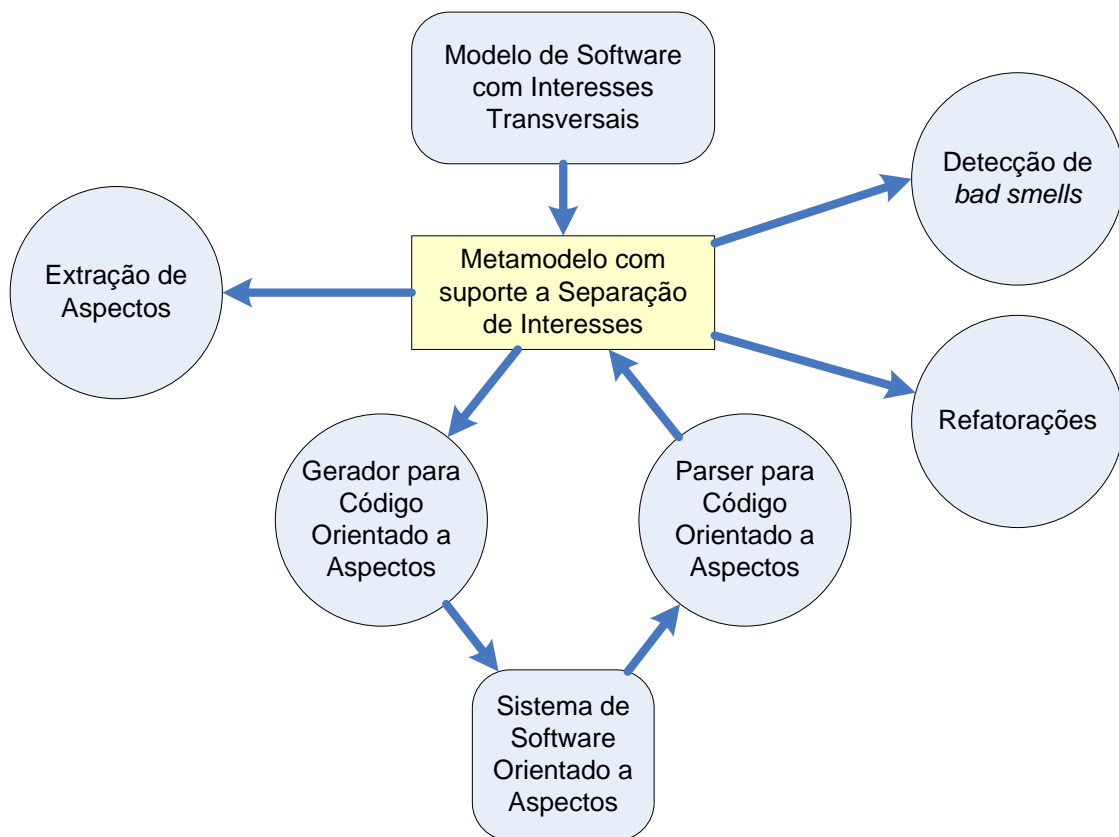 Modelo de Software
com Interesses
Transversais
Detecção de
bad smells
Extração de
Aspectos
Metamodelo com
suporte a Separação
de Interesses
Refatorações
Gerador para
Código
Orientado a
Aspectos
Parser para
Código
Orientado a
Aspectos
Sistema de
Software
Orientado a
Aspectos